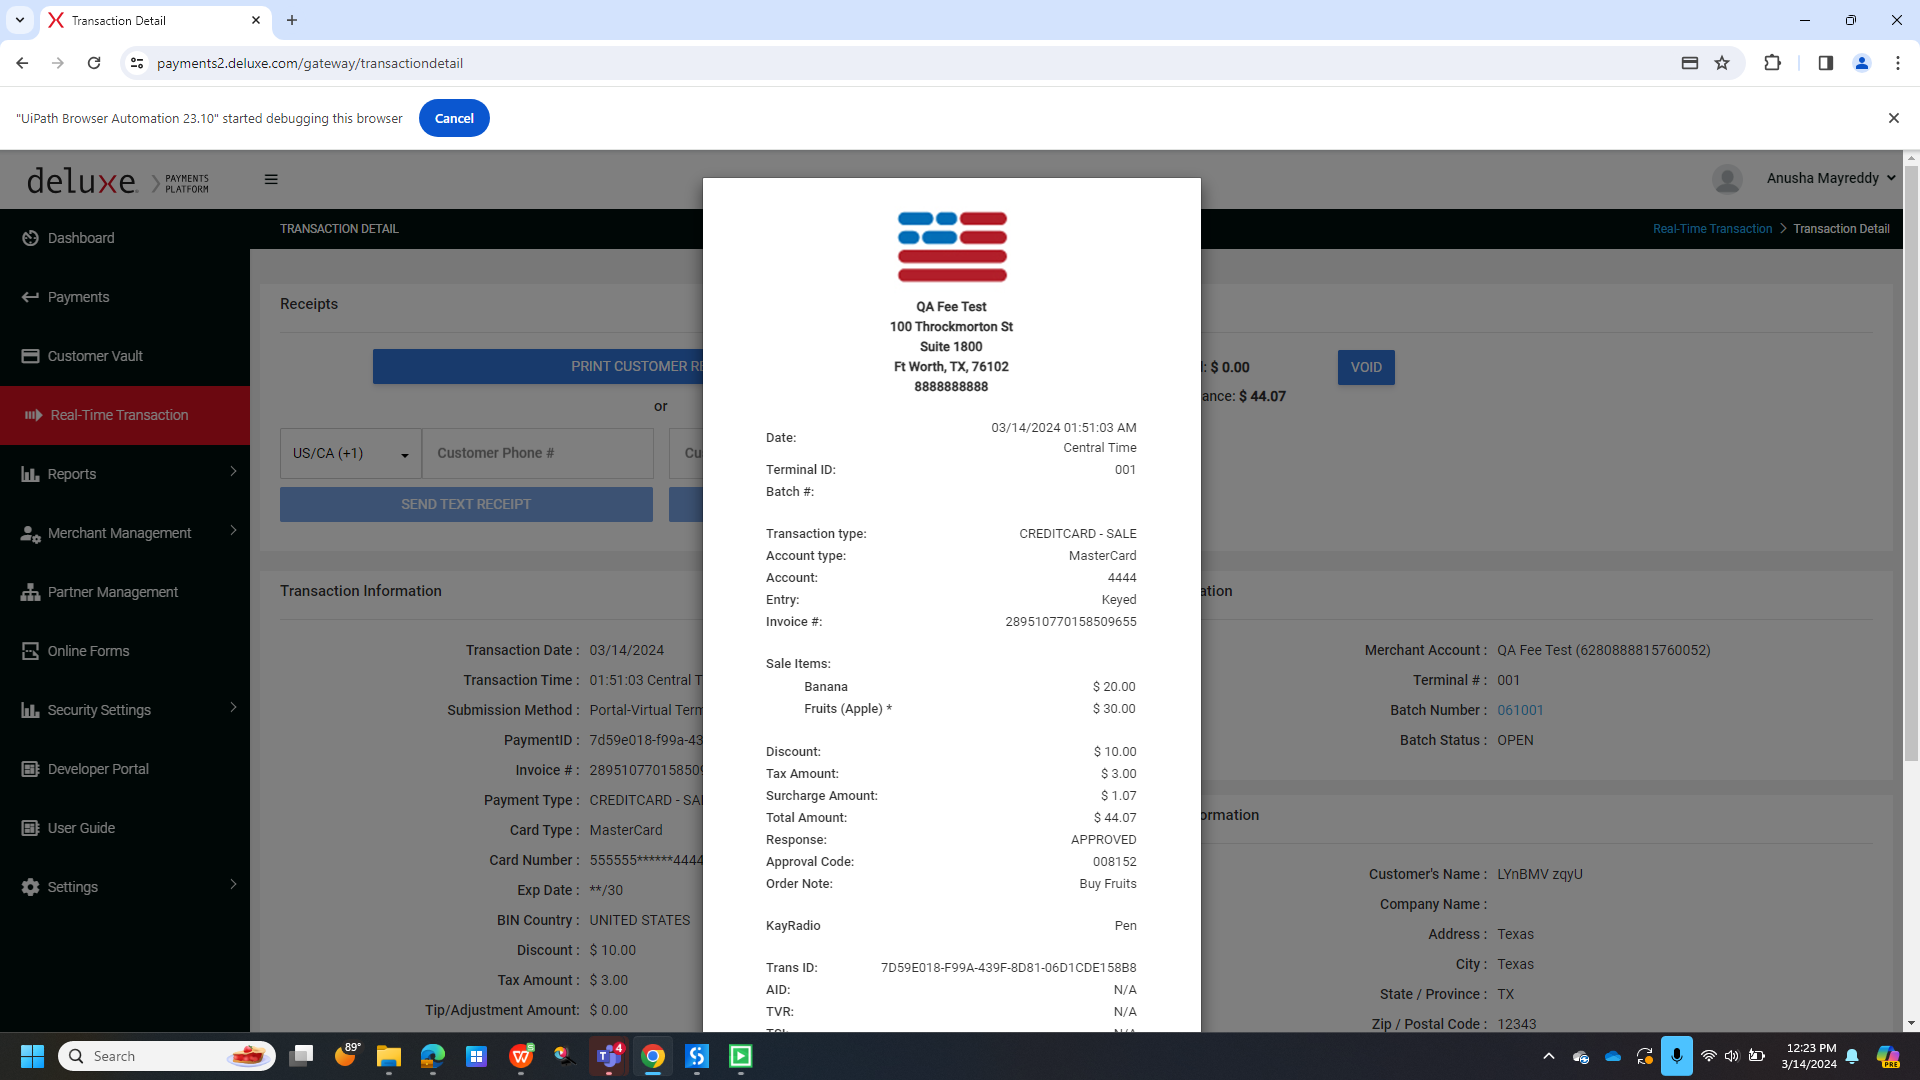 Transaction Detail
payments2.deluxe.com/gateway/transactiondetail
"UiPath Browser Automation 23.10" started debugging this browser
Cancel
deluxe.
PAYMENTS
PLATFORM
Anusha Mayreddy
Dashboard
Payments
Customer Vault
Real-Time Transaction
Reports
Merchant Management
Partner Management
Online Forms
Security Settings
Developer Portal
User Guide
Settings
TRANSACTION DETAIL
Real-Time Transaction
Transaction Detail
Receipts
PRINT CUSTOMER RE
or
US/CA (+1)
Customer Phone #
Cu
SEND TEXT RECEIPT
: $ 0.00
VOID
ance: $ 44.07
Transaction Information
Transaction Date : 03/14/2024
Transaction Time : 01:51:03 Central T
Submission Method : Portal-Virtual Term
PaymentID : 7d59e018-f99a-43
Invoice # : 28951077015850
Payment Type : CREDITCARD - SAL
Card Type : MasterCard
Card Number : 555555******4444
Exp Date : **/30
BIN Country : UNITED STATES
Discount : $ 10.00
Tax Amount : $ 3.00
Tip/Adjustment Amount: $ 0.00
QA Fee Test
100 Throckmorton St
Suite 1800
Ft Worth, TX, 76102
8888888888
Date: 03/14/2024 01:51:03 AM
Central Time
Terminal ID: 001
Batch #:
Transaction type: CREDITCARD - SALE
Account type: MasterCard
Account: 4444
Entry: Keyed
Invoice #: 289510770158509655
Sale Items:
Banana $ 20.00
Fruits (Apple) * $ 30.00
Discount: $ 10.00
Tax Amount: $ 3.00
Surcharge Amount: $ 1.07
Total Amount: $ 44.07
Response: APPROVED
Approval Code: 008152
Order Note: Buy Fruits
KayRadio Pen
Trans ID: 7D59E018-F99A-439F-8D81-06D1CDE158B8
AID: N/A
TVR: N/A
TSI: N/A
ation
Merchant Account : QA Fee Test (6280888815760052)
Terminal # : 001
Batch Number : 061001
Batch Status : OPEN
ormation
Customer's Name : LYnBMV zqyU
Company Name :
Address : Texas
City : Texas
State / Province : TX
Zip / Postal Code : 12343
Search
89°
4
12:23 PM
3/14/2024
PRE